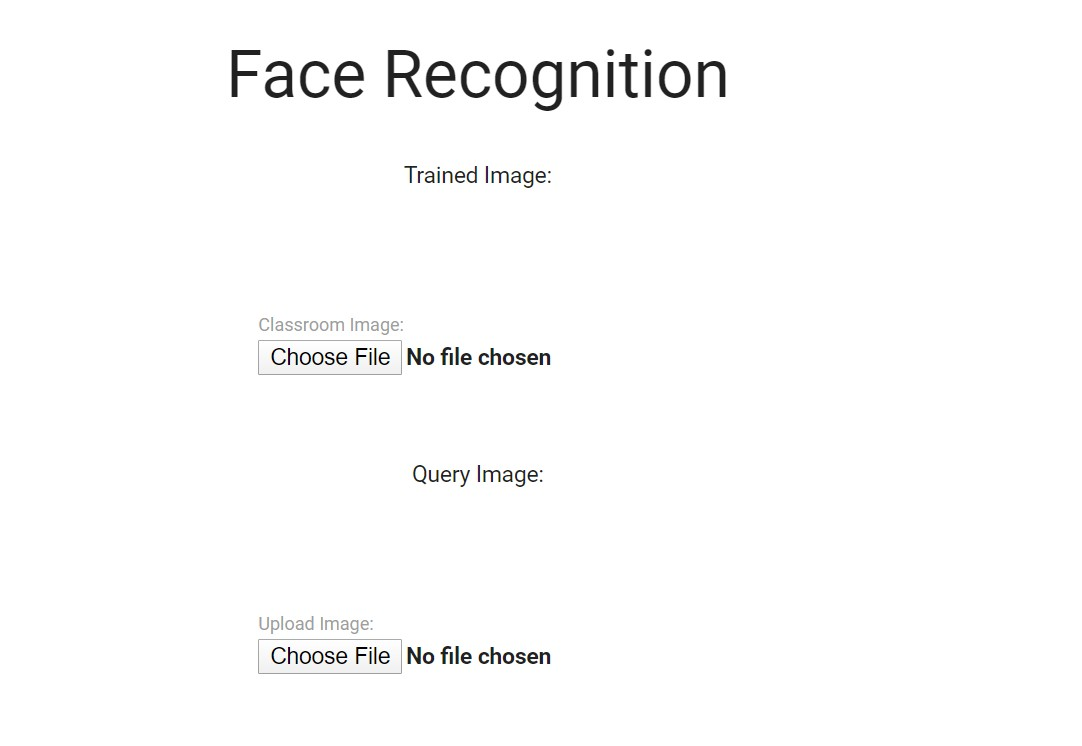 Face Recognition
Trained Image:
Classroom Image:
Choose File No file chosen
Query Image:
Upload Image:
Choose File No file chosen